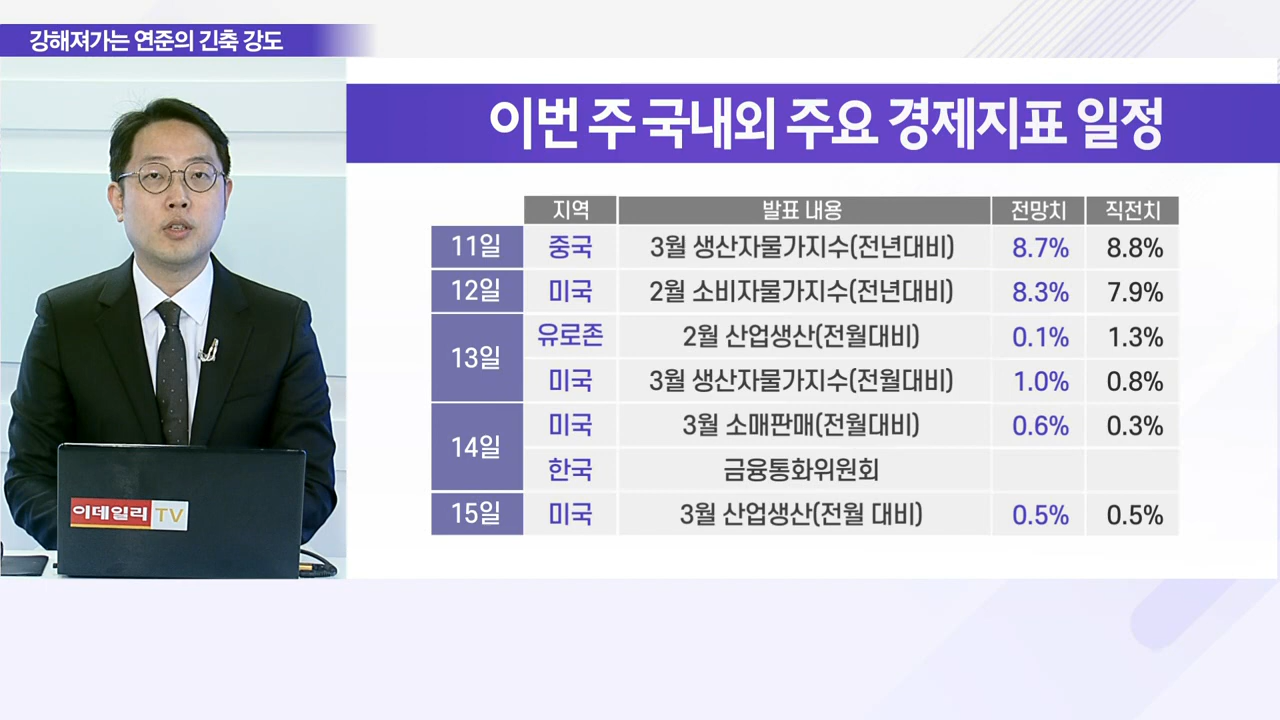 강해져가는 연준의 긴축 강도
이번 주 국내외 주요 경제지표 일정
지역 발표 내용 전망치 직전치
11일 중국 3월 생산자물가지수(전년대비) 8.7% 8.8%
12일 미국 2월 소비자물가지수(전년대비) 8.3% 7.9%
13일 유로존 2월 산업생산(전월대비) 0.1% 1.3%
미국 3월 생산자물가지수(전월대비) 1.0% 0.8%
14일 미국 3월 소매판매(전월대비) 0.6% 0.3%
한국 금융통화위원회
15일 미국 3월 산업생산(전월 대비) 0.5% 0.5%
이데일리TV